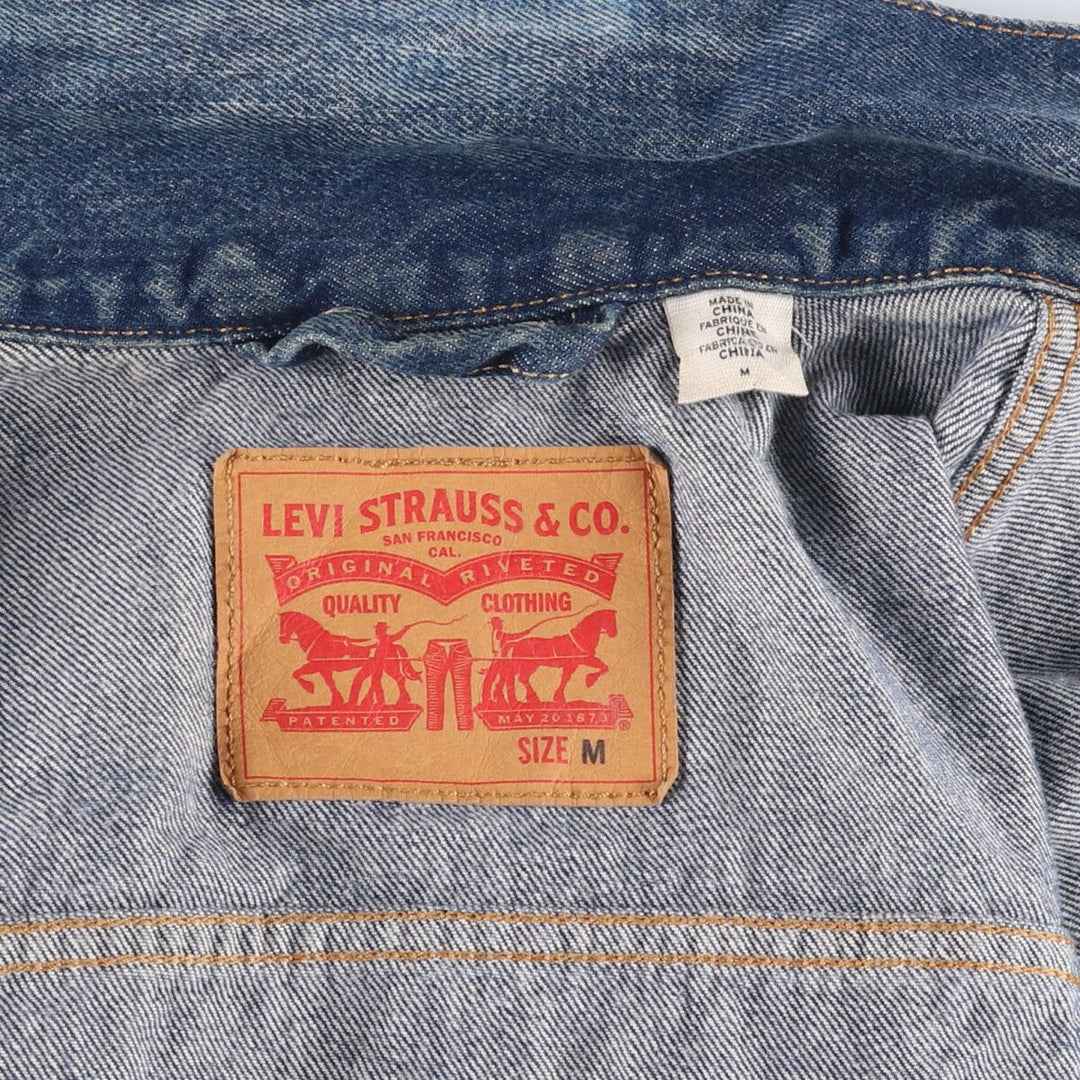 MADE IN
CHINA
FABRIQUE EN
CHINE
FABRICADO EN
CHINA
M
LEVI STRAUSS & CO.
SAN FRANCISCO
CAL.
ORIGINAL RIVETED
QUALITY CLOTHING
PATENTED MAY 20 1873 ®
SIZE M